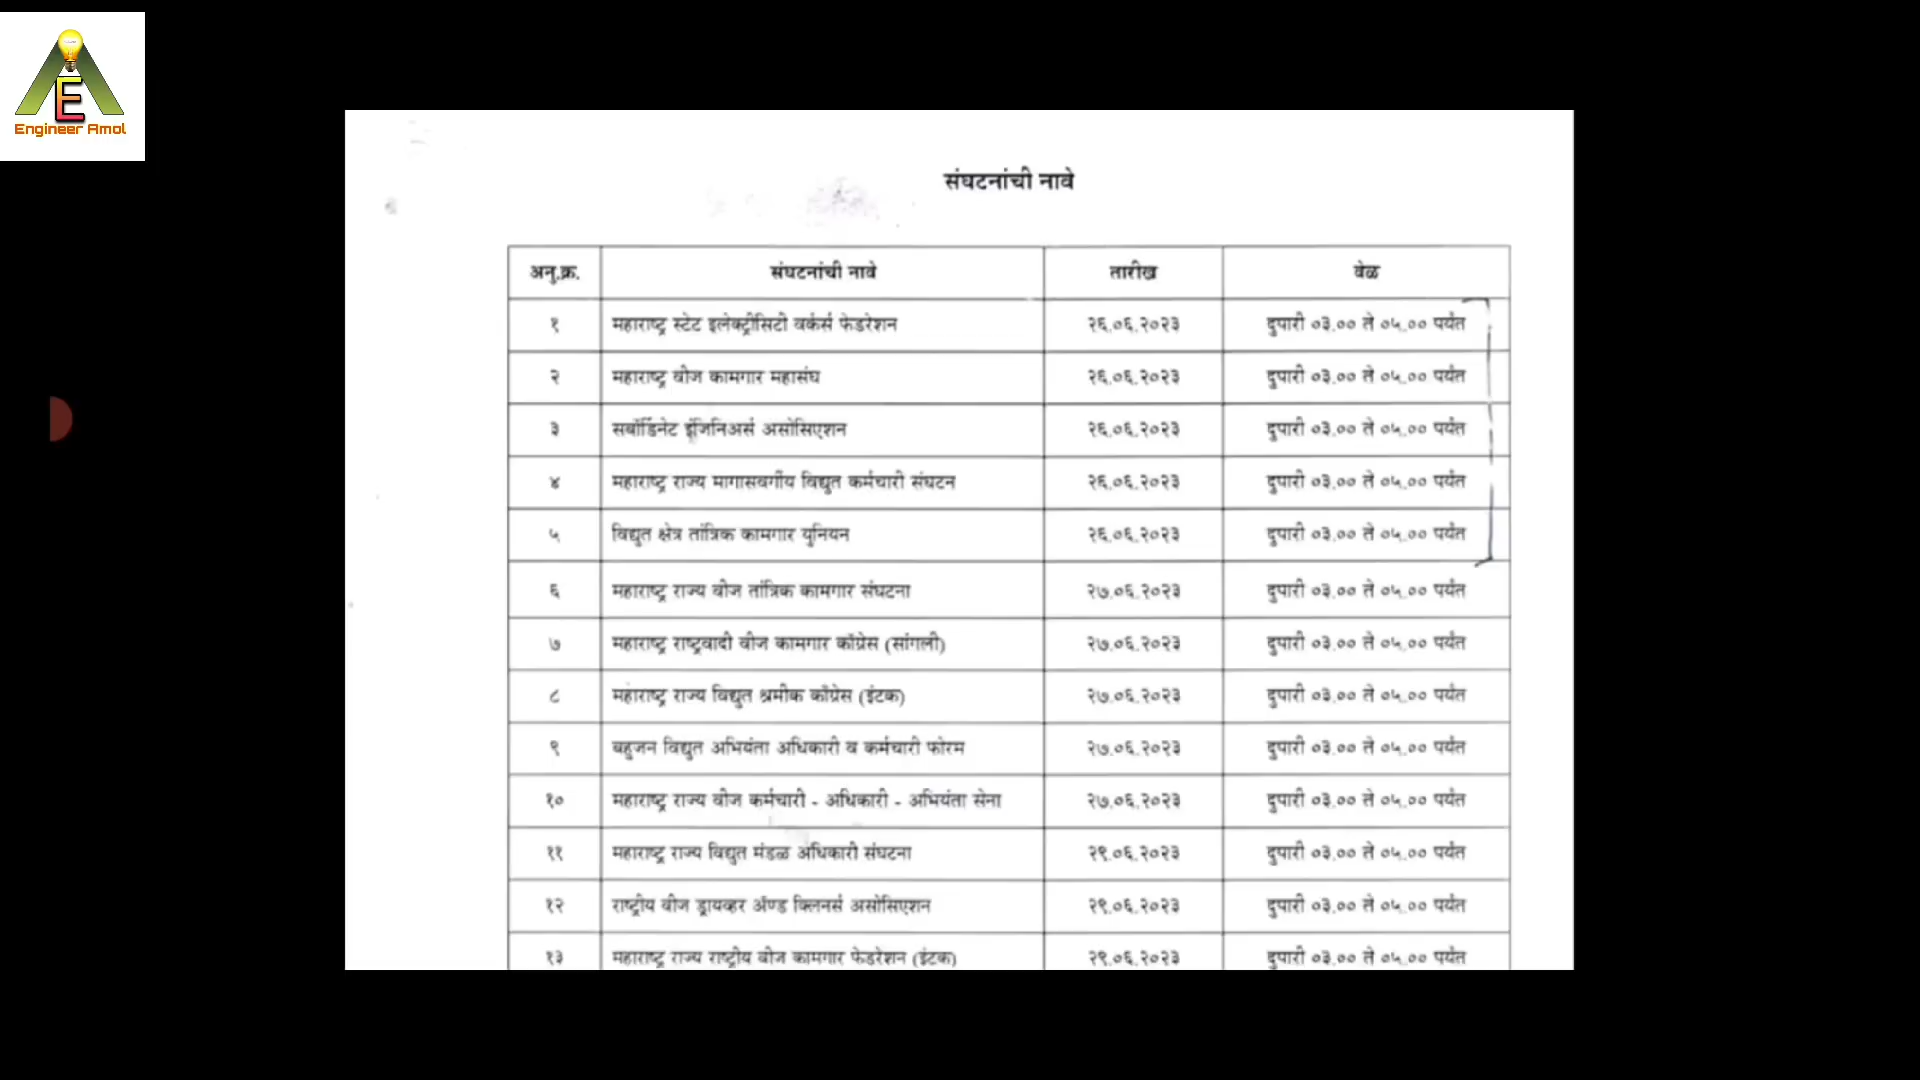 Engineer Amol
संघटनांची नावे
अनु.क्र. संघटनांची नावे तारीख वेळ
१ महाराष्ट्र स्टेट इलेक्ट्रीसिटी वर्कर्स फेडरेशन २६.०६.२०२३ दुपारी ०३.०० ते ०५.०० पर्यंत
२ महाराष्ट्र वीज कामगार महासंघ २६.०६.२०२३ दुपारी ०३.०० ते ०५.०० पर्यंत
३ सबॉर्डिनेट इंजिनिअर्स असोसिएशन २६.०६.२०२३ दुपारी ०३.०० ते ०५.०० पर्यंत
४ महाराष्ट्र राज्य मागासवर्गीय विद्युत कर्मचारी संघटन २६.०६.२०२३ दुपारी ०३.०० ते ०५.०० पर्यंत
५ विद्युत क्षेत्र तांत्रिक कामगार युनियन २६.०६.२०२३ दुपारी ०३.०० ते ०५.०० पर्यंत
६ महाराष्ट्र राज्य वीज तांत्रिक कामगार संघटना २७.०६.२०२३ दुपारी ०३.०० ते ०५.०० पर्यंत
७ महाराष्ट्र राष्ट्रवादी वीज कामगार काँग्रेस (सांगली) २७.०६.२०२३ दुपारी ०३.०० ते ०५.०० पर्यंत
८ महाराष्ट्र राज्य विद्युत श्रमीक काँग्रेस (इंटक) २७.०६.२०२३ दुपारी ०३.०० ते ०५.०० पर्यंत
९ बहुजन विद्युत अभियंता अधिकारी व कर्मचारी फोरम २७.०६.२०२३ दुपारी ०३.०० ते ०५.०० पर्यंत
१० महाराष्ट्र राज्य वीज कर्मचारी - अधिकारी - अभियंता सेना २७.०६.२०२३ दुपारी ०३.०० ते ०५.०० पर्यंत
११ महाराष्ट्र राज्य विद्युत मंडळ अधिकारी संघटना २९.०६.२०२३ दुपारी ०३.०० ते ०५.०० पर्यंत
१२ राष्ट्रीय वीज ड्रायव्हर ॲण्ड क्लिनर्स असोसिएशन २९.०६.२०२३ दुपारी ०३.०० ते ०५.०० पर्यंत
१३ महाराष्ट्र राज्य राष्ट्रीय वीज कामगार फेडरेशन (इंटक) २९.०६.२०२३ दुपारी ०३.०० ते ०५.०० पर्यंत